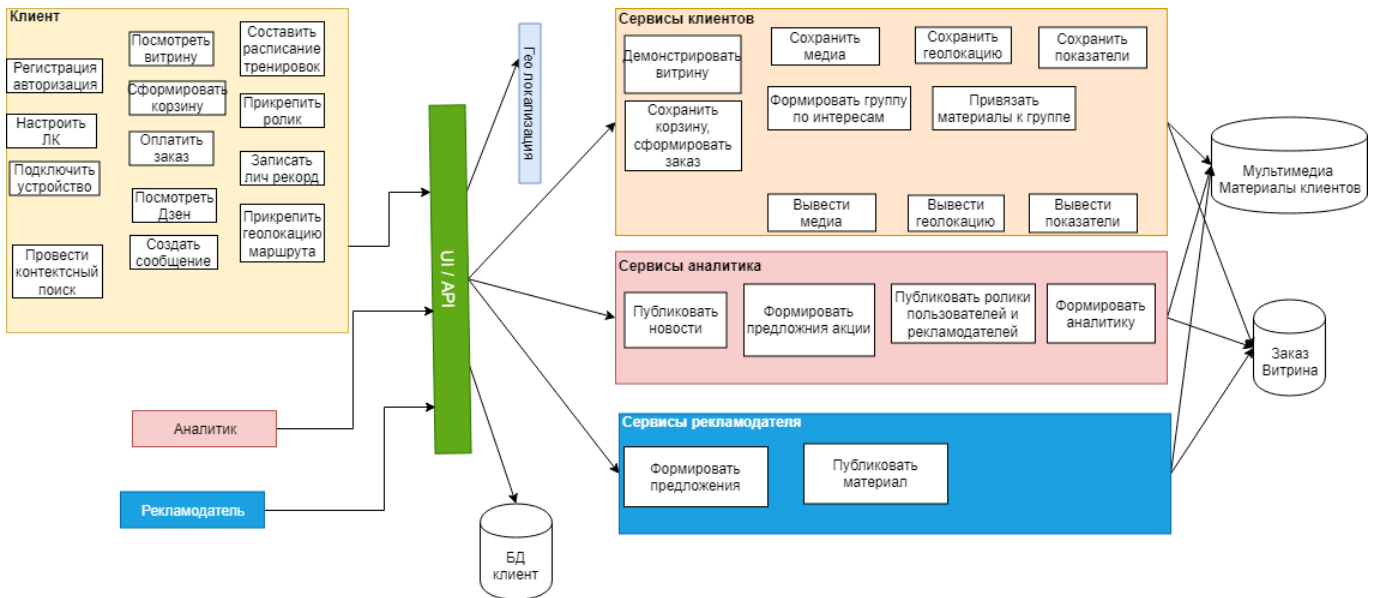 Клиент
Регистрация
авторизация
Настроить
ЛК
Подключить
устройство
Провести
контектсный
поиск
Посмотреть
витрину
Сформировать
корзину
Оплатить
заказ
Посмотреть
Дзен
Создать
сообщение
Составить
расписание
тренировок
Прикрепить
ролик
Записать
лич рекорд
Прикрепить
геолокацию
маршрута
Аналитик
Рекламодатель
UI / API
Гео локализация
БД
клиент
Сервисы клиентов
Демонстрировать
витрину
Сохранить
корзину,
сформировать
заказ
Сохранить
медиа
Сохранить
геолокацию
Сохранить
показатели
Формировать группу
по интересам
Привязать
материалы к группе
Вывести
медиа
Вывести
геолокацию
Вывести
показатели
Сервисы аналитика
Публиковать
новости
Формировать
предложния акции
Публиковать ролики
пользователей и
рекламодателей
Формировать
аналитику
Сервисы рекламодателя
Формировать
предложения
Публиковать
материал
Мультимедиа
Материалы клиентов
Заказ
Витрина